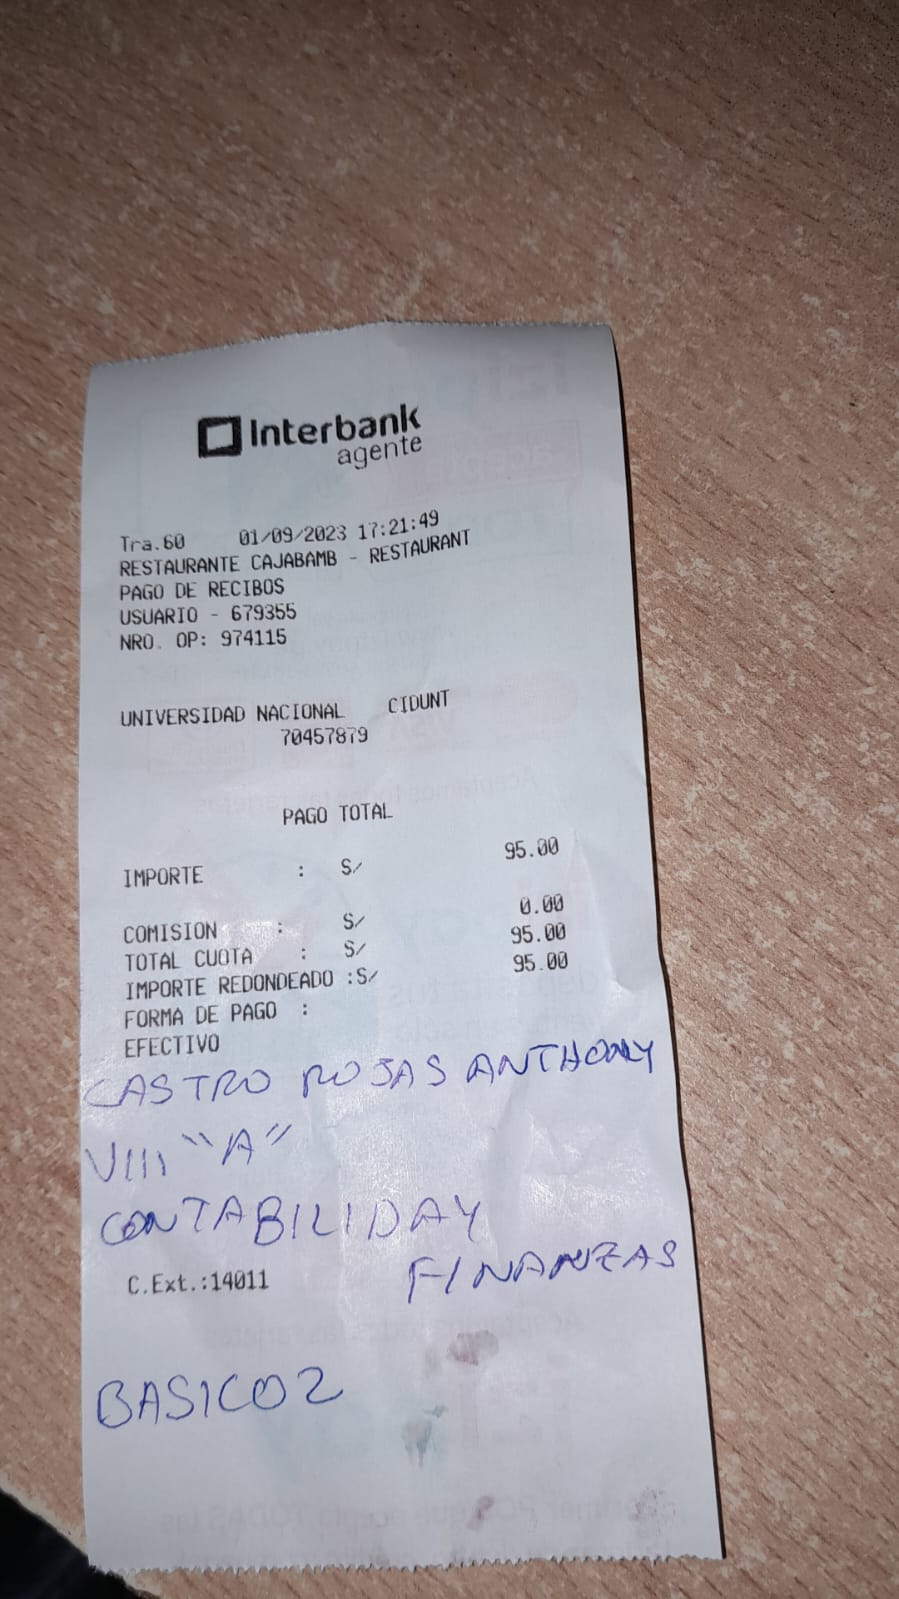 Interbank
agente
Tra.60 01/09/2023 17:21:49
RESTAURANTE CAJABAMB - RESTAURANT
PAGO DE RECIBOS
USUARIO - 679355
NRO. OP: 974115
UNIVERSIDAD NACIONAL CIDUNT
70457879
PAGO TOTAL
IMPORTE : S/ 95.00
COMISION : S/ 0.00
TOTAL CUOTA : S/ 95.00
IMPORTE REDONDEADO :S/ 95.00
FORMA DE PAGO :
EFECTIVO
CASTRO ROJAS ANTHONY
VIII "A"
CONTABILIDAY
FINANZAS
C.Ext.:14011
BASICO2